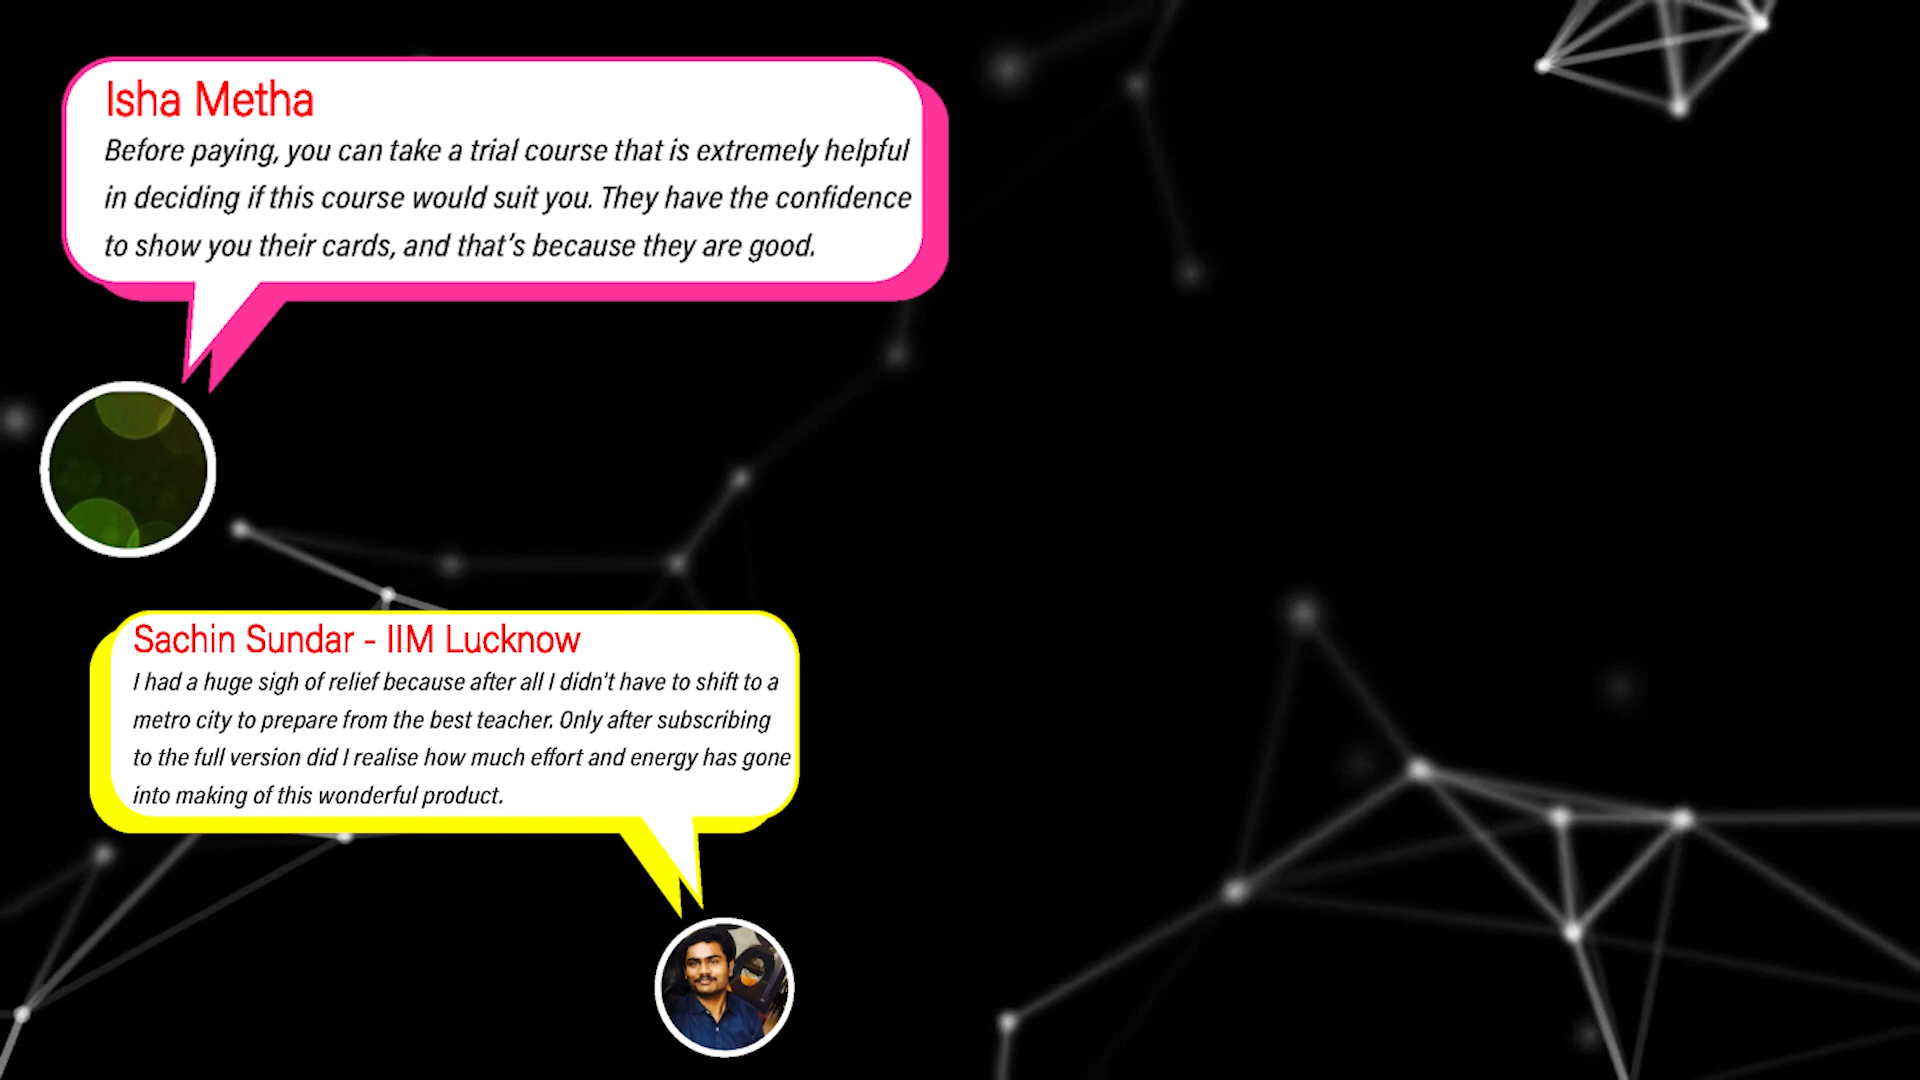 Isha Metha
Before paying, you can take a trial course that is extremely helpful
in deciding if this course would suit you. They have the confidence
to show you their cards, and that's because they are good.
Sachin Sundar - IIM Lucknow
I had a huge sigh of relief because after all I didn't have to shift to a
metro city to prepare from the best teacher. Only after subscribing
to the full version did I realise how much effort and energy has gone
into making of this wonderful product.